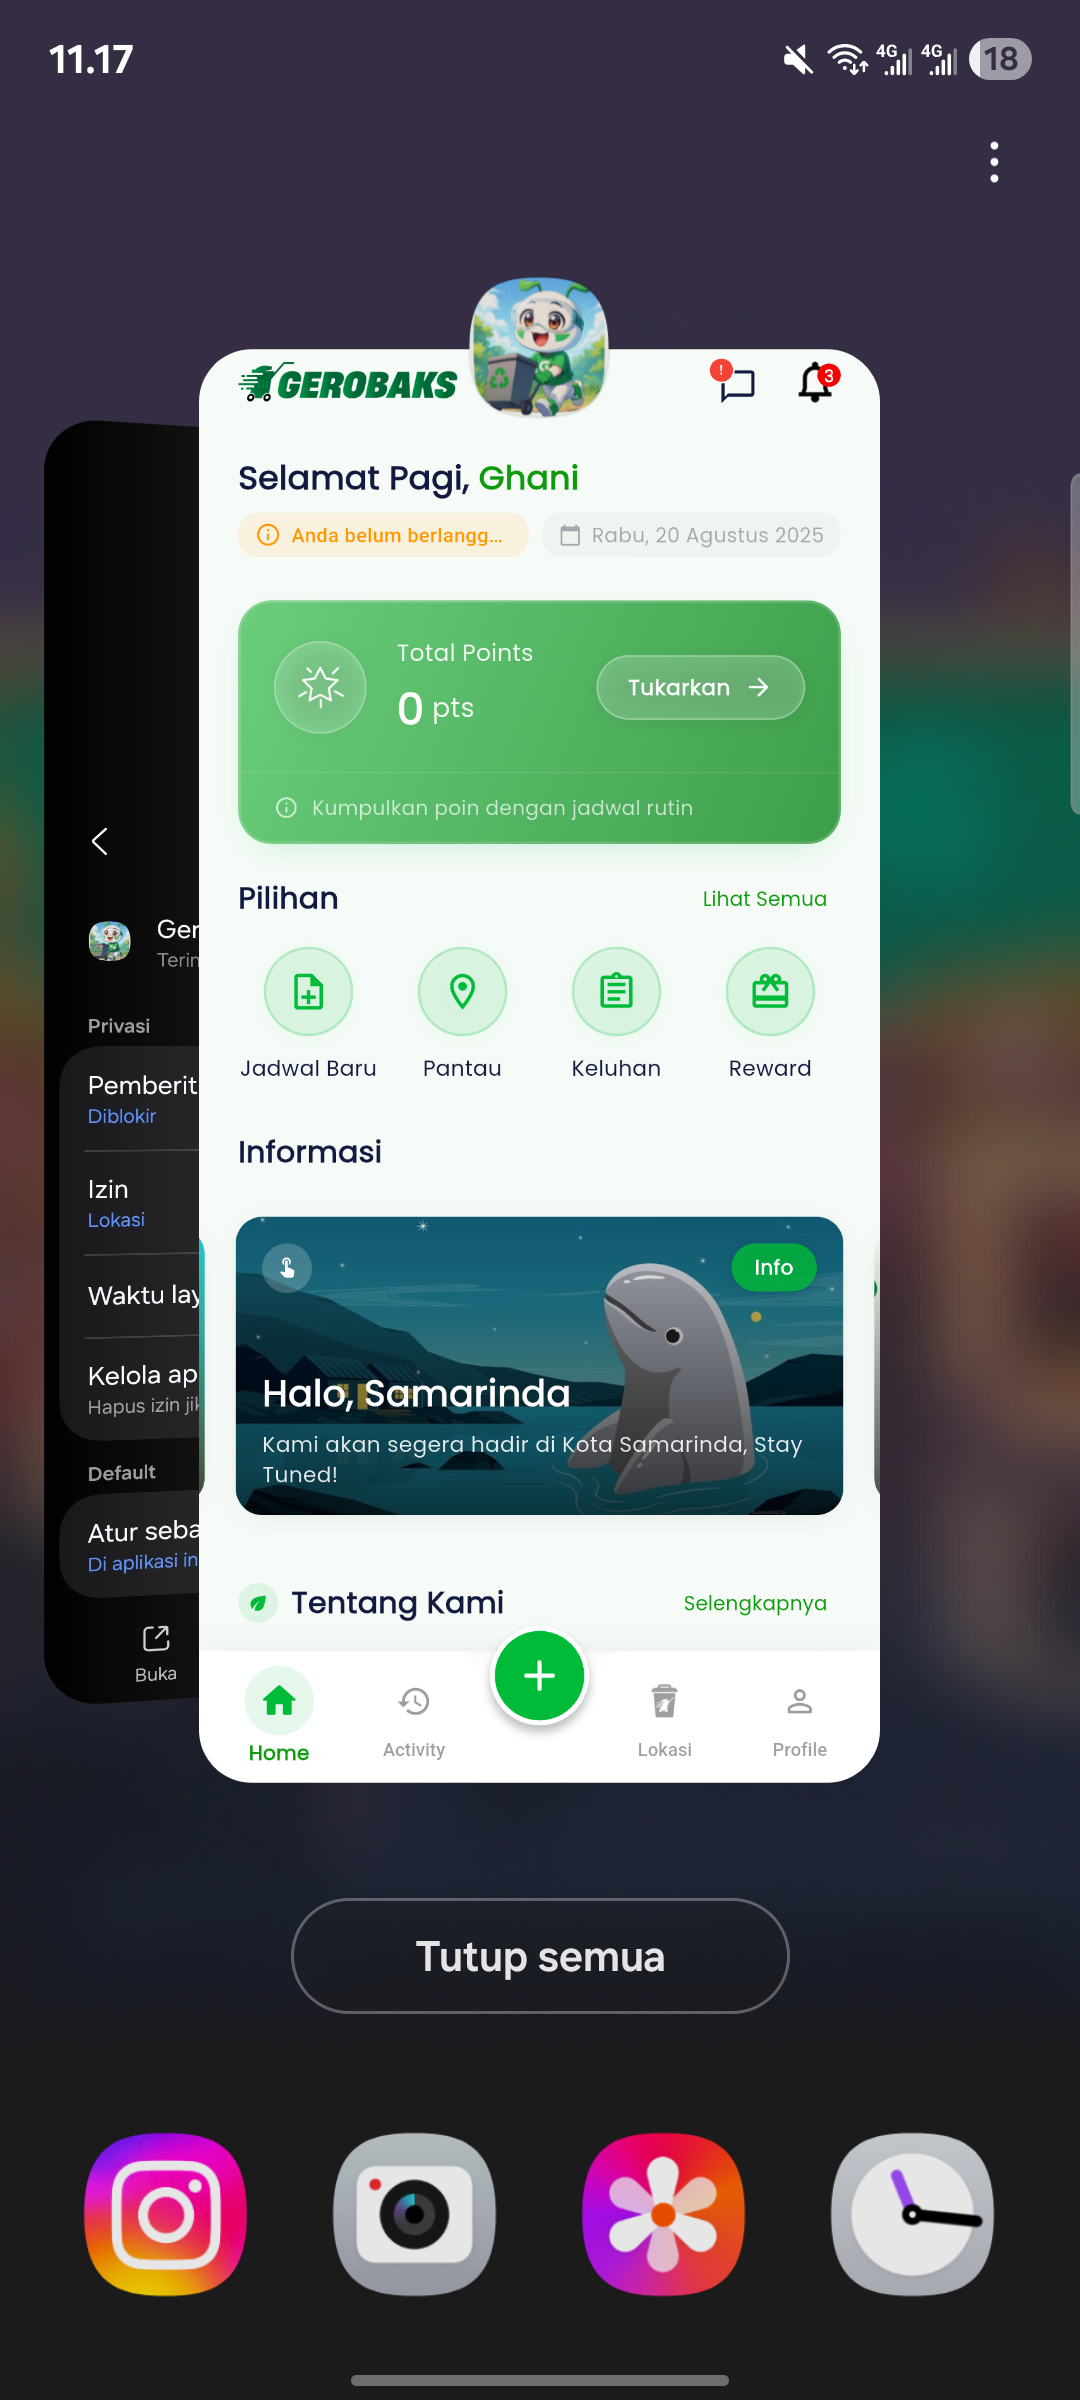 11.17
4G
4G
18
GEROBAKS
!
3
Selamat Pagi, Ghani
Anda belum berlangg...
Rabu, 20 Agustus 2025
Total Points
0 pts
Tukarkan
Kumpulkan poin dengan jadwal rutin
Pilihan
Lihat Semua
Jadwal Baru
Pantau
Keluhan
Reward
Informasi
Info
Halo, Samarinda
Kami akan segera hadir di Kota Samarinda, Stay
Tuned!
Tentang Kami
Selengkapnya
Home
Activity
Lokasi
Profile
Ger
Terin
Privasi
Pemberit
Diblokir
Izin
Lokasi
Waktu lay
Kelola ap
Hapus izin jik
Default
Atur seba
Di aplikasi in
Buka
Tutup semua